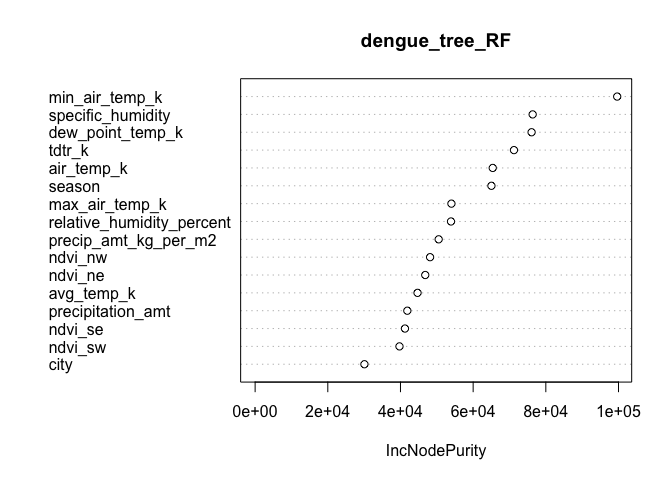 dengue_tree_RF
min_air_temp_k
specific_humidity
dew_point_temp_k
tdtr_k
air_temp_k
season
max_air_temp_k
relative_humidity_percent
precip_amt_kg_per_m2
ndvi_nw
ndvi_ne
avg_temp_k
precipitation_amt
ndvi_se
ndvi_sw
city
0e+00 2e+04 4e+04 6e+04 8e+04 1e+05
IncNodePurity